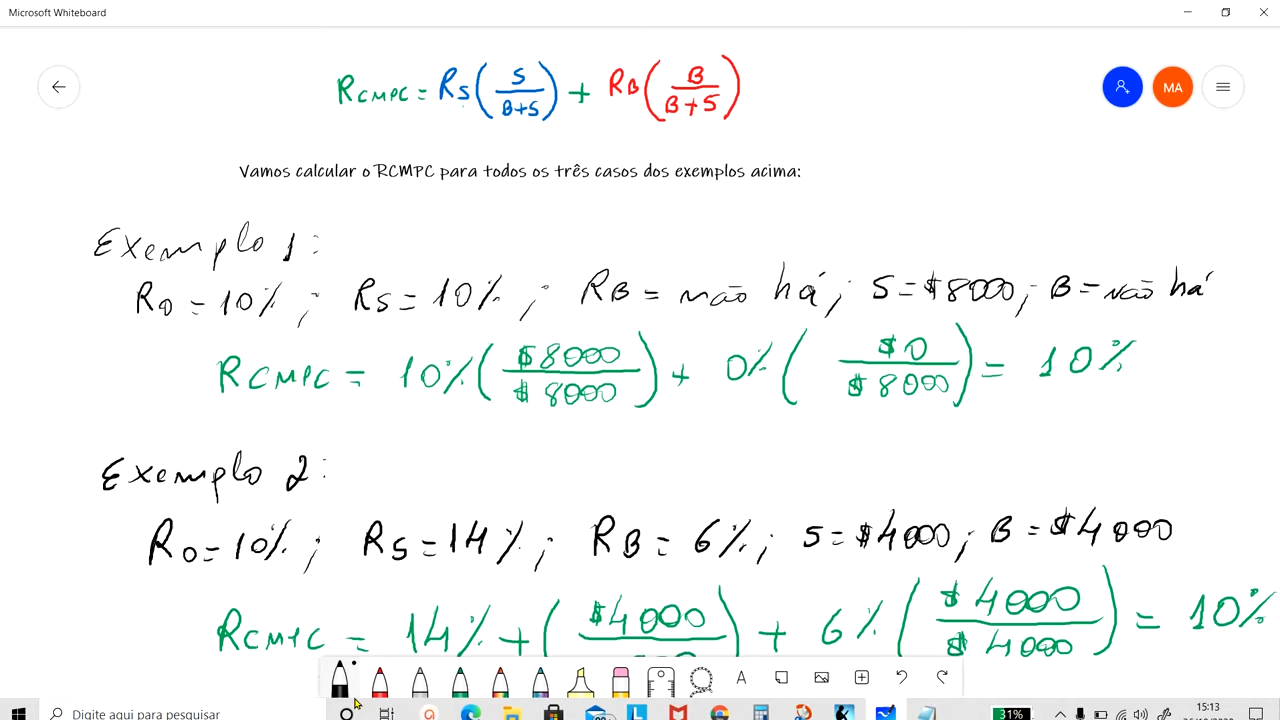 Microsoft Whiteboard
MA
RCMPC = RS (S / B+S) + RB (B / B+S)
Vamos calcular o RCMPC para todos os três casos dos exemplos acima:
Exemplo 1:
R0 = 10% ; RS = 10% ; RB = não há ; S = $8000 ; B = não há
RCMPC = 10% ($8000 / $8000) + 0% ($0 / $8000) = 10%
Exemplo 2:
R0 = 10% ; RS = 14% ; RB = 6% ; S = $4000 ; B = $4000
RCMPC = 14% + ($4000 / ) + 6% ($4000 / $4000) = 10%
A
Digite aqui para pesquisar
31%
15:13